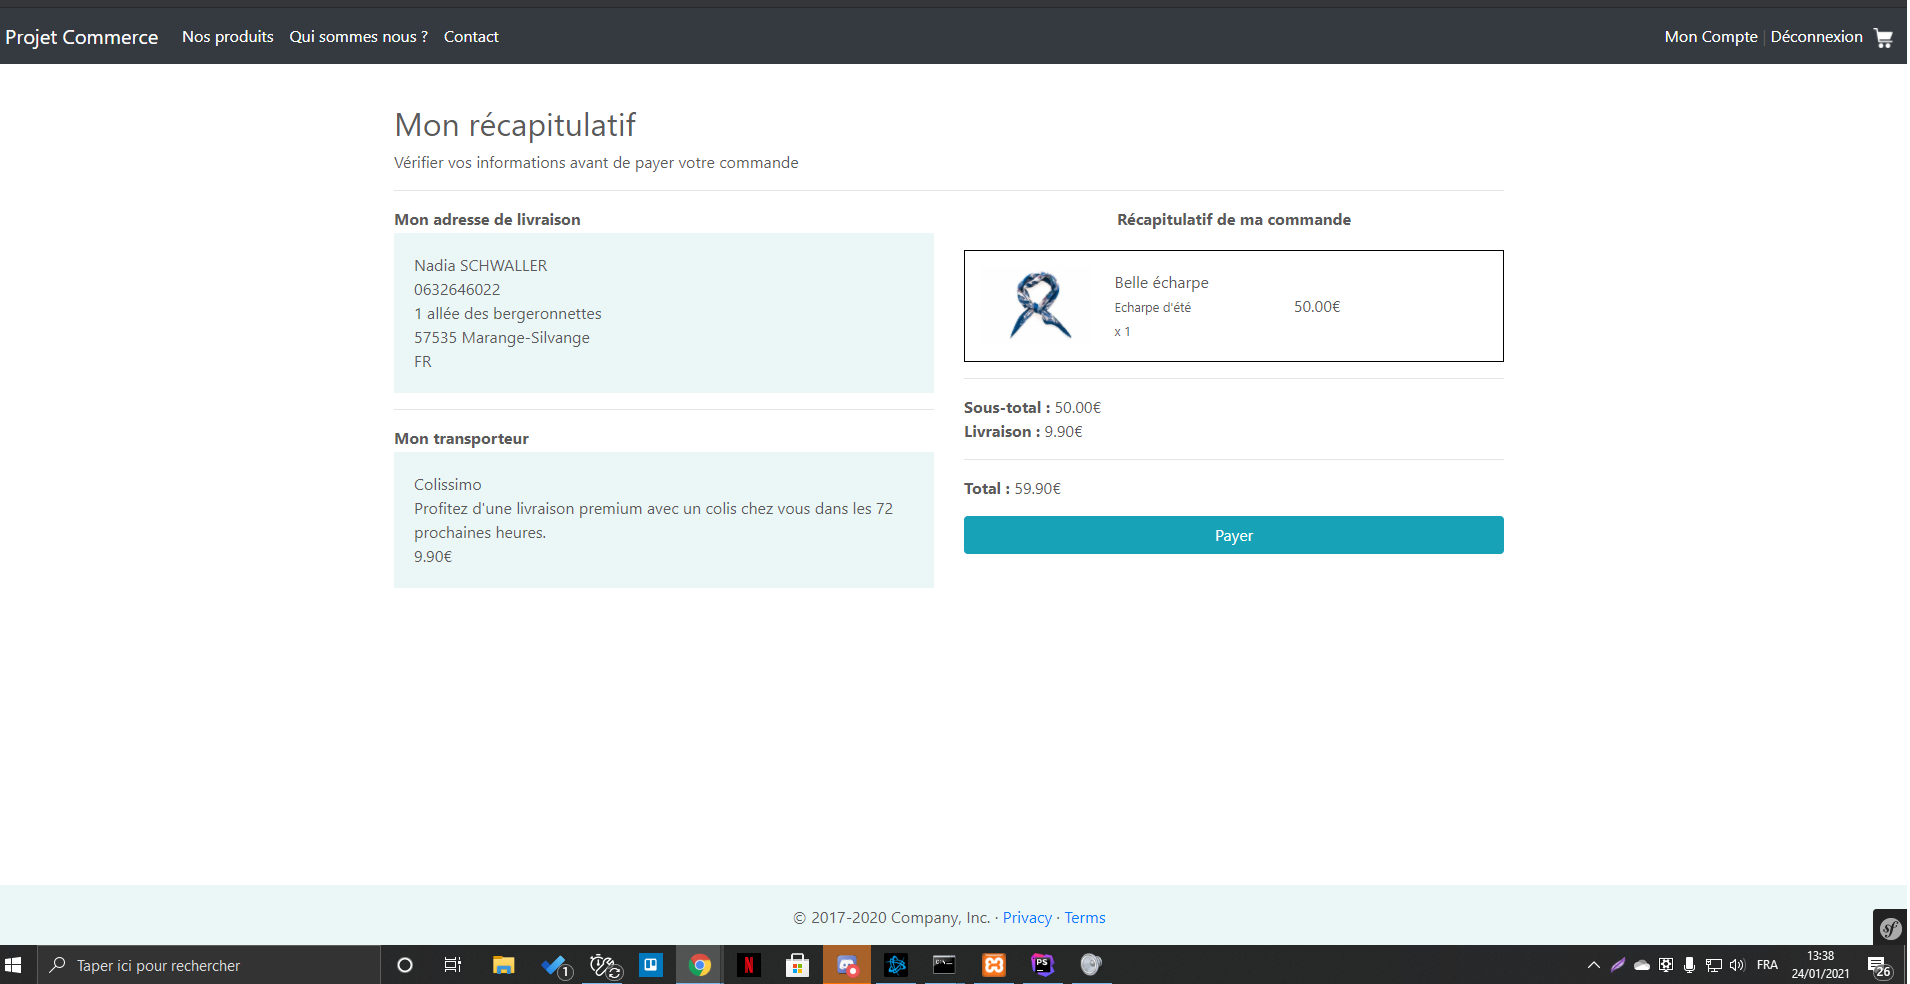 Projet Commerce Nos produits Qui sommes nous ? Contact Mon Compte | Déconnexion
Mon récapitulatif
Vérifier vos informations avant de payer votre commande
Mon adresse de livraison
Nadia SCHWALLER
0632646022
1 allée des bergeronnettes
57535 Marange-Silvange
FR
Mon transporteur
Colissimo
Profitez d'une livraison premium avec un colis chez vous dans les 72
prochaines heures.
9.90€
Récapitulatif de ma commande
Belle écharpe
Echarpe d'été
50.00€
x 1
Sous-total : 50.00€
Livraison : 9.90€
Total : 59.90€
Payer
© 2017-2020 Company, Inc. · Privacy · Terms
sf
Taper ici pour rechercher
1
N
PS
FRA
13:38
24/01/2021
26